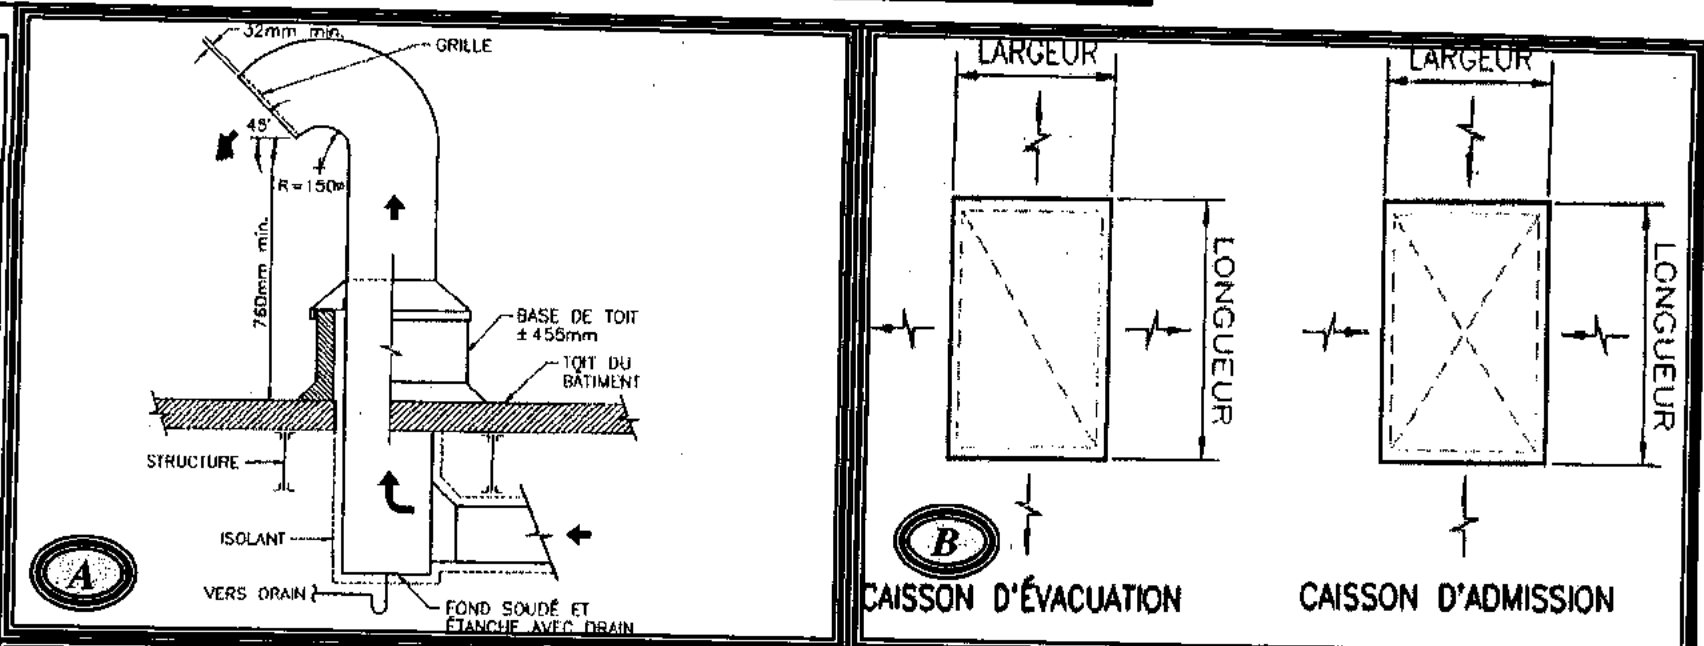 32mm min.
GRILLE
45°
R=150
760mm min.
BASE DE TOIT
±456mm
TOIT DU
BÂTIMENT
STRUCTURE
ISOLANT
VERS DRAIN
FOND SOUDÉ ET
ÉTANCHE AVEC DRAIN
A
LARGEUR
LONGUEUR
LARGEUR
LONGUEUR
B
CAISSON D'ÉVACUATION
CAISSON D'ADMISSION